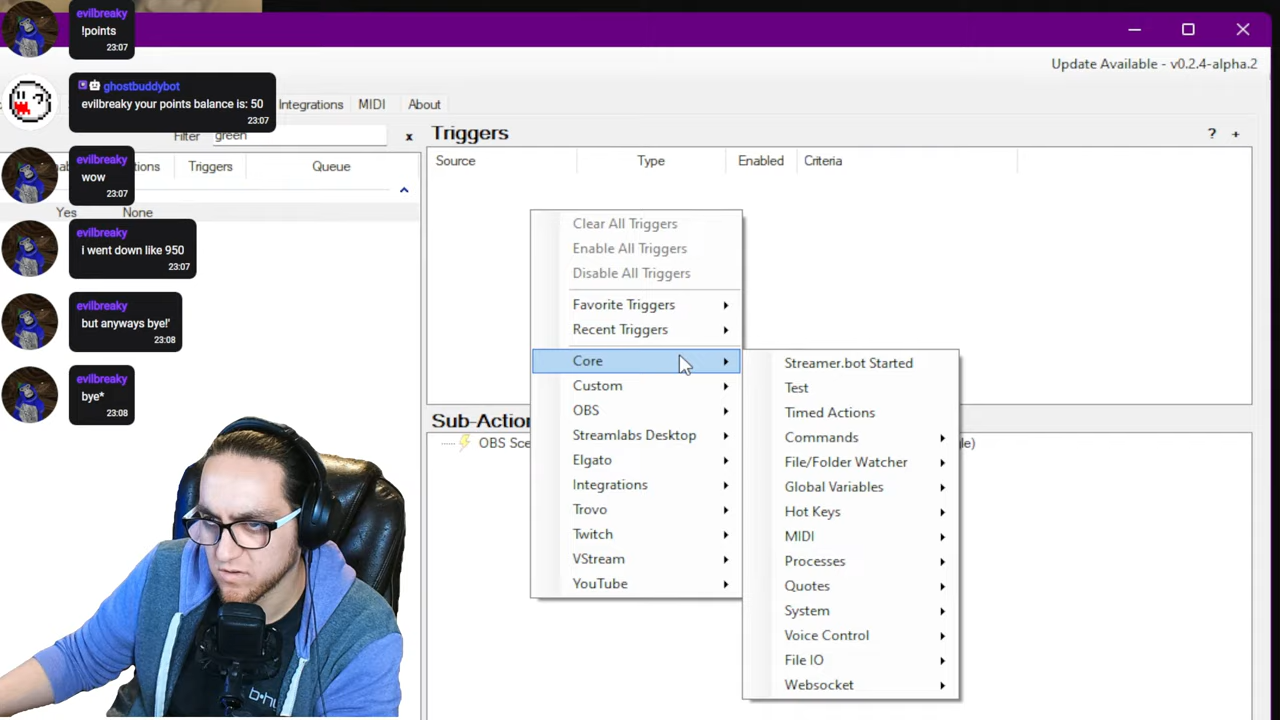 evilbreaky
!points
23:07
ghostbuddybot
evilbreaky your points balance is: 50
23:07
evilbreaky
wow
23:07
evilbreaky
i went down like 950
23:07
evilbreaky
but anyways bye!'
23:08
evilbreaky
bye*
23:08
Update Available - v0.2.4-alpha.2
Integrations MIDI About
Filter green x
Triggers Queue
Yes None
Triggers ? +
Source Type Enabled Criteria
Clear All Triggers
Enable All Triggers
Disable All Triggers
Favorite Triggers
Recent Triggers
Core
Custom
OBS
Streamlabs Desktop
Elgato
Integrations
Trovo
Twitch
VStream
YouTube
Streamer.bot Started
Test
Timed Actions
Commands
File/Folder Watcher
Global Variables
Hot Keys
MIDI
Processes
Quotes
System
Voice Control
File IO
Websocket
Sub-Actio
OBS Sce